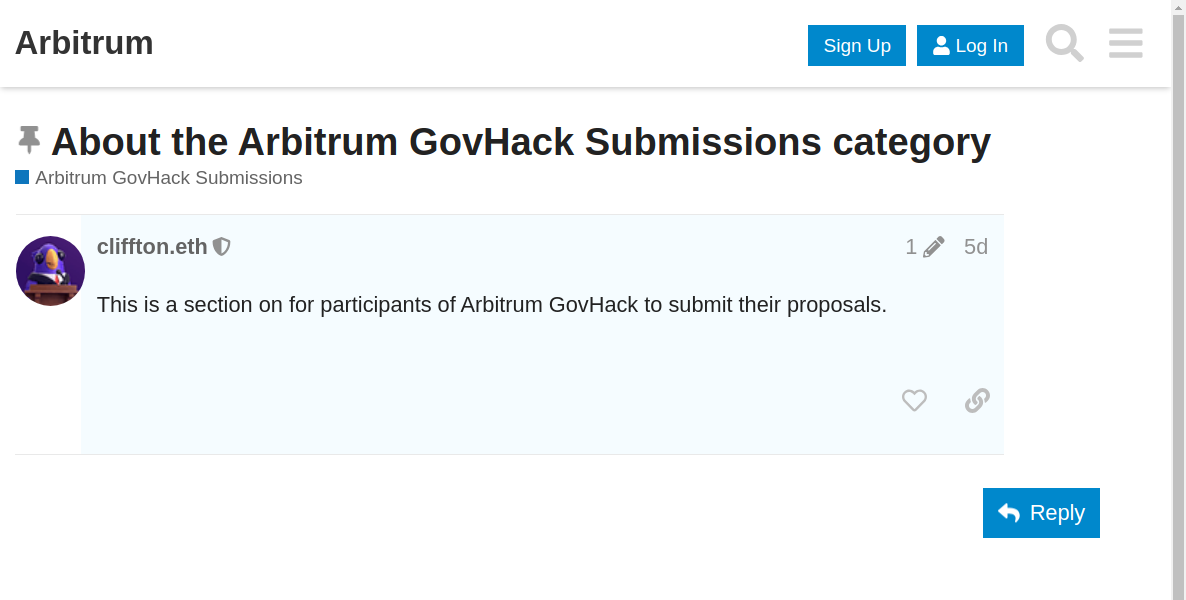 Arbitrum
Sign Up
Log In
About the Arbitrum GovHack Submissions category
Arbitrum GovHack Submissions
cliffton.eth
1
5d
This is a section on for participants of Arbitrum GovHack to submit their proposals.
Reply